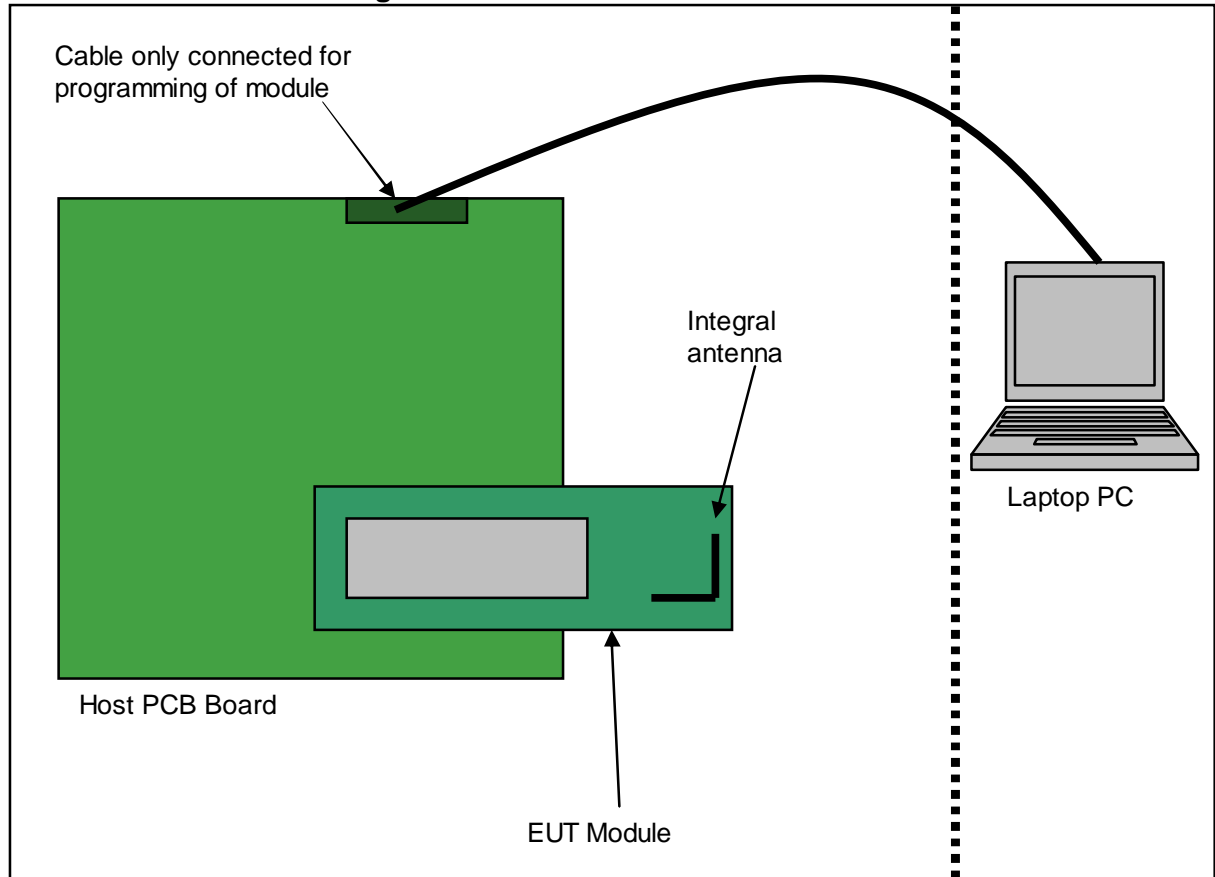 Cable only connected for
programming of module
Integral
antenna
Laptop PC
Host PCB Board
EUT Module